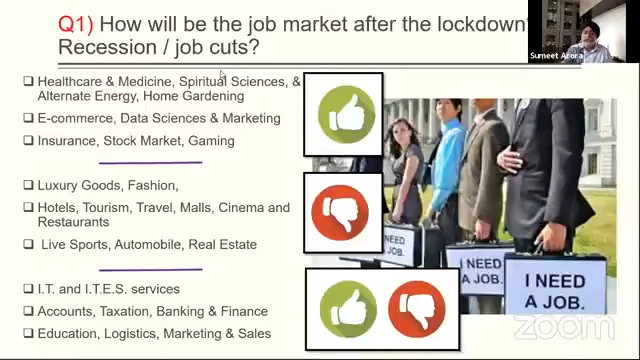 Q1) How will be the job market after the lockdown?
Recession / job cuts?
Sumeet Arora
Healthcare & Medicine, Spiritual Sciences, &
Alternate Energy, Home Gardening
E-commerce, Data Sciences & Marketing
Insurance, Stock Market, Gaming
Luxury Goods, Fashion,
Hotels, Tourism, Travel, Malls, Cinema and
Restaurants
Live Sports, Automobile, Real Estate
I.T. and I.T.E.S. services
Accounts, Taxation, Banking & Finance
Education, Logistics, Marketing & Sales
NEED
A JOB.
I NEED
A JOB.
I NEED
A JOB.
zoom